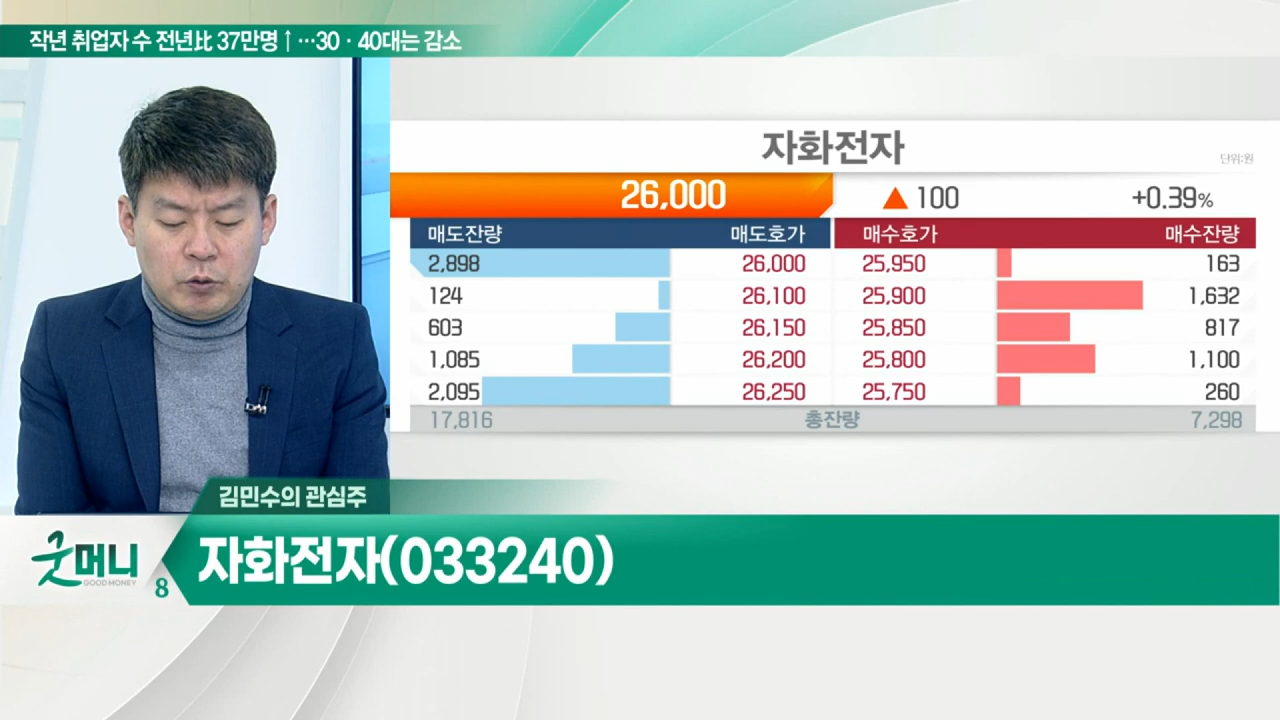 작년 취업자 수 전년比 37만명↑…30·40대는 감소
자화전자
단위:원
26,000 ▲ 100 +0.39%
매도잔량 매도호가 매수호가 매수잔량
2,898 26,000 25,950 163
124 26,100 25,900 1,632
603 26,150 25,850 817
1,085 26,200 25,800 1,100
2,095 26,250 25,750 260
17,816 총잔량 7,298
김민수의 관심주
굿머니
GOOD MONEY
8
자화전자(033240)